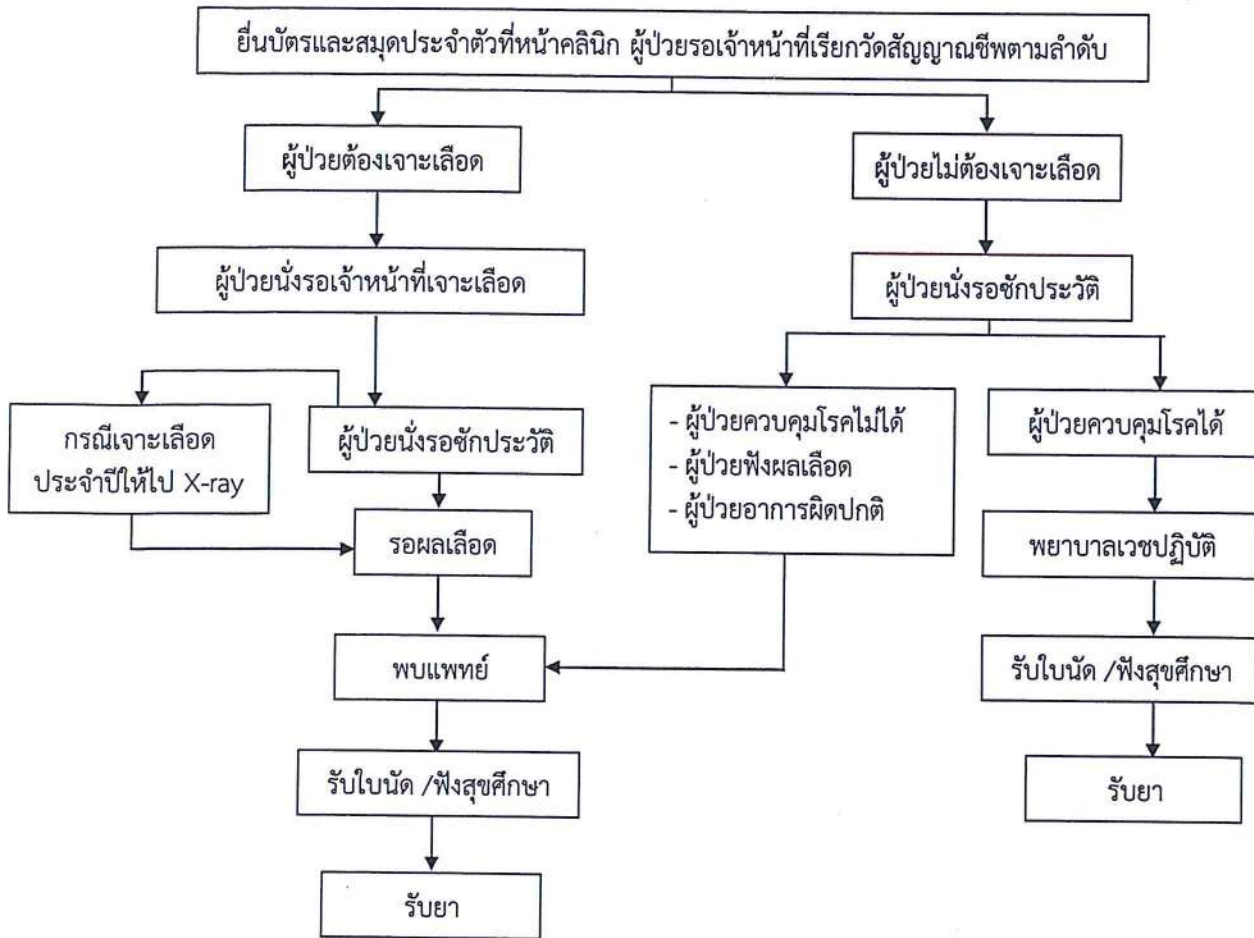 ยื่นบัตรและสมุดประจำตัวที่หน้าคลินิก ผู้ป่วยรอเจ้าหน้าที่เรียกวัดสัญญาณชีพตามลำดับ
ผู้ป่วยต้องเจาะเลือด
ผู้ป่วยไม่ต้องเจาะเลือด
ผู้ป่วยนั่งรอเจ้าหน้าที่เจาะเลือด
ผู้ป่วยนั่งรอซักประวัติ
กรณีเจาะเลือด
ประจำปีให้ไป X-ray
ผู้ป่วยนั่งรอซักประวัติ
- ผู้ป่วยควบคุมโรคไม่ได้
- ผู้ป่วยฟังผลเลือด
- ผู้ป่วยอาการผิดปกติ
ผู้ป่วยควบคุมโรคได้
รอผลเลือด
พยาบาลเวชปฏิบัติ
พบแพทย์
รับใบนัด /ฟังสุขศึกษา
รับใบนัด /ฟังสุขศึกษา
รับยา
รับยา